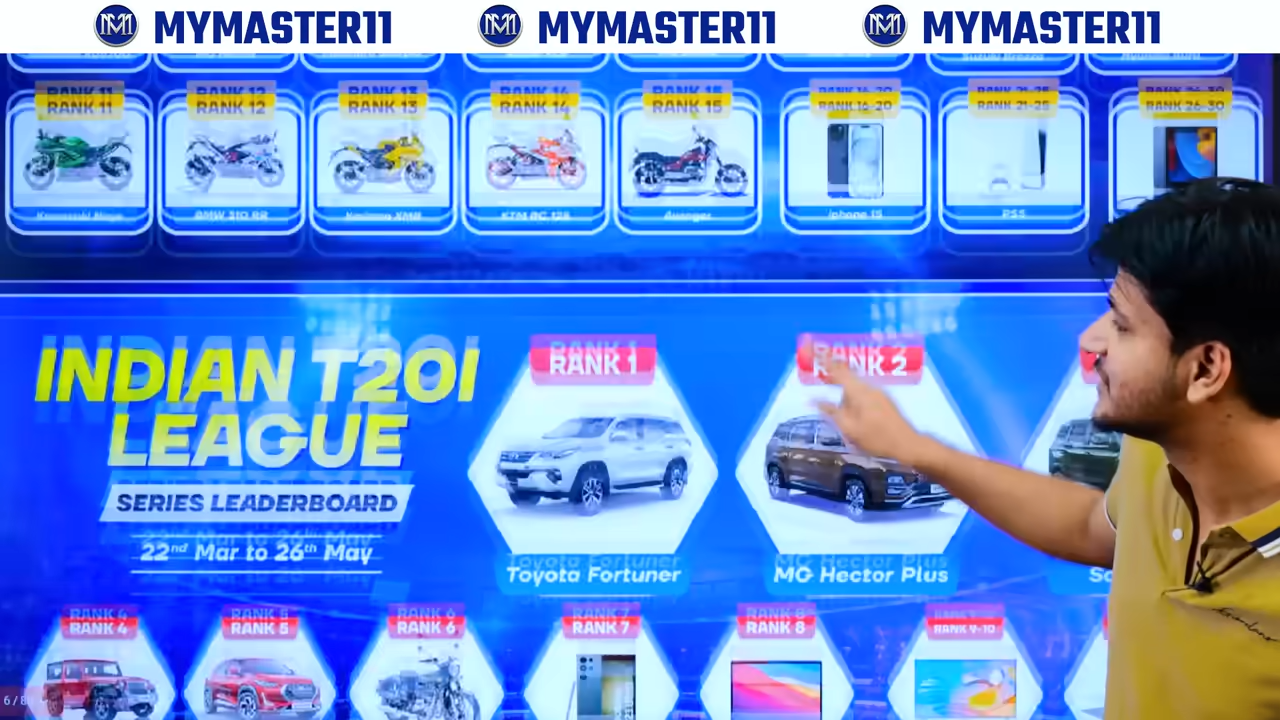 MYMASTER11 MYMASTER11 MYMASTER11
RANK 11 RANK 12 RANK 13 RANK 14 RANK 15 RANK 16-20 RANK 21-25 RANK 26-30
BMW 310 RR KTM RC 125 Avenger iphone 15 PS5
INDIAN T20I
LEAGUE
SERIES LEADERBOARD
22nd Mar to 26th May
RANK 1 RANK 2
Toyota Fortuner MG Hector Plus
RANK 4 RANK 5 RANK 6 RANK 7 RANK 8 RANK 9-10